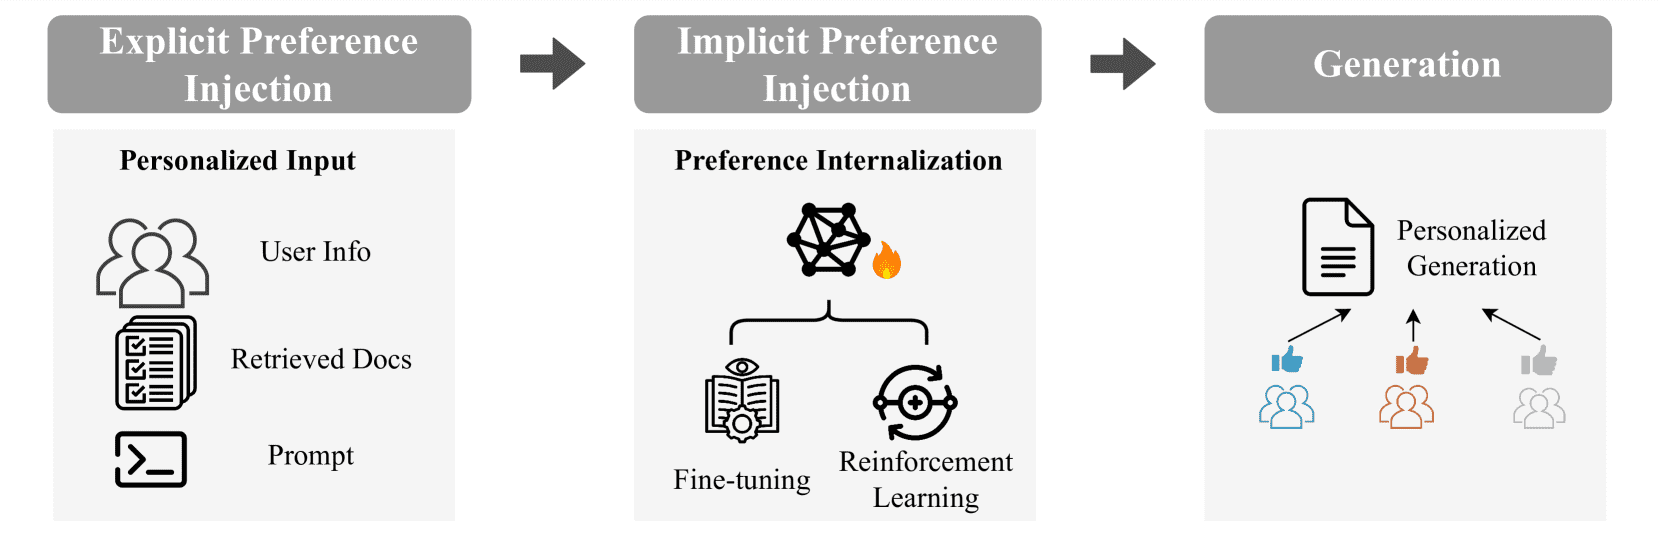 Explicit Preference
Injection
Implicit Preference
Injection
Generation
Personalized Input
User Info
Retrieved Docs
Prompt
Preference Internalization
Fine-tuning
Reinforcement
Learning
Personalized
Generation